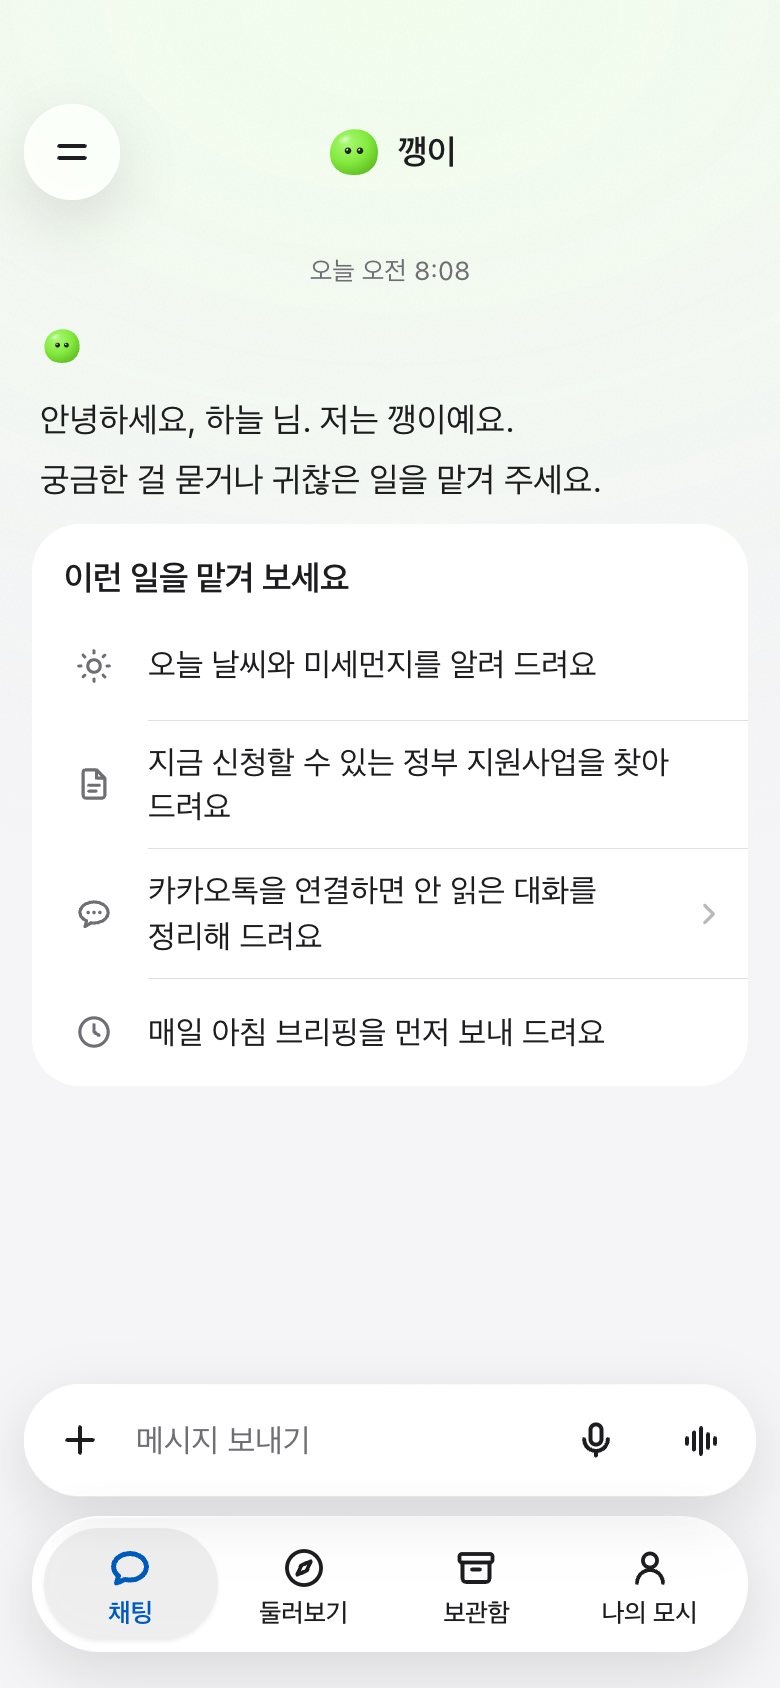 깽이
오늘 오전 8:08
안녕하세요, 하늘 님. 저는 깽이예요.
궁금한 걸 묻거나 귀찮은 일을 맡겨 주세요.
이런 일을 맡겨 보세요
오늘 날씨와 미세먼지를 알려 드려요
지금 신청할 수 있는 정부 지원사업을 찾아
드려요
카카오톡을 연결하면 안 읽은 대화를
정리해 드려요
매일 아침 브리핑을 먼저 보내 드려요
메시지 보내기
채팅
둘러보기
보관함
나의 모시